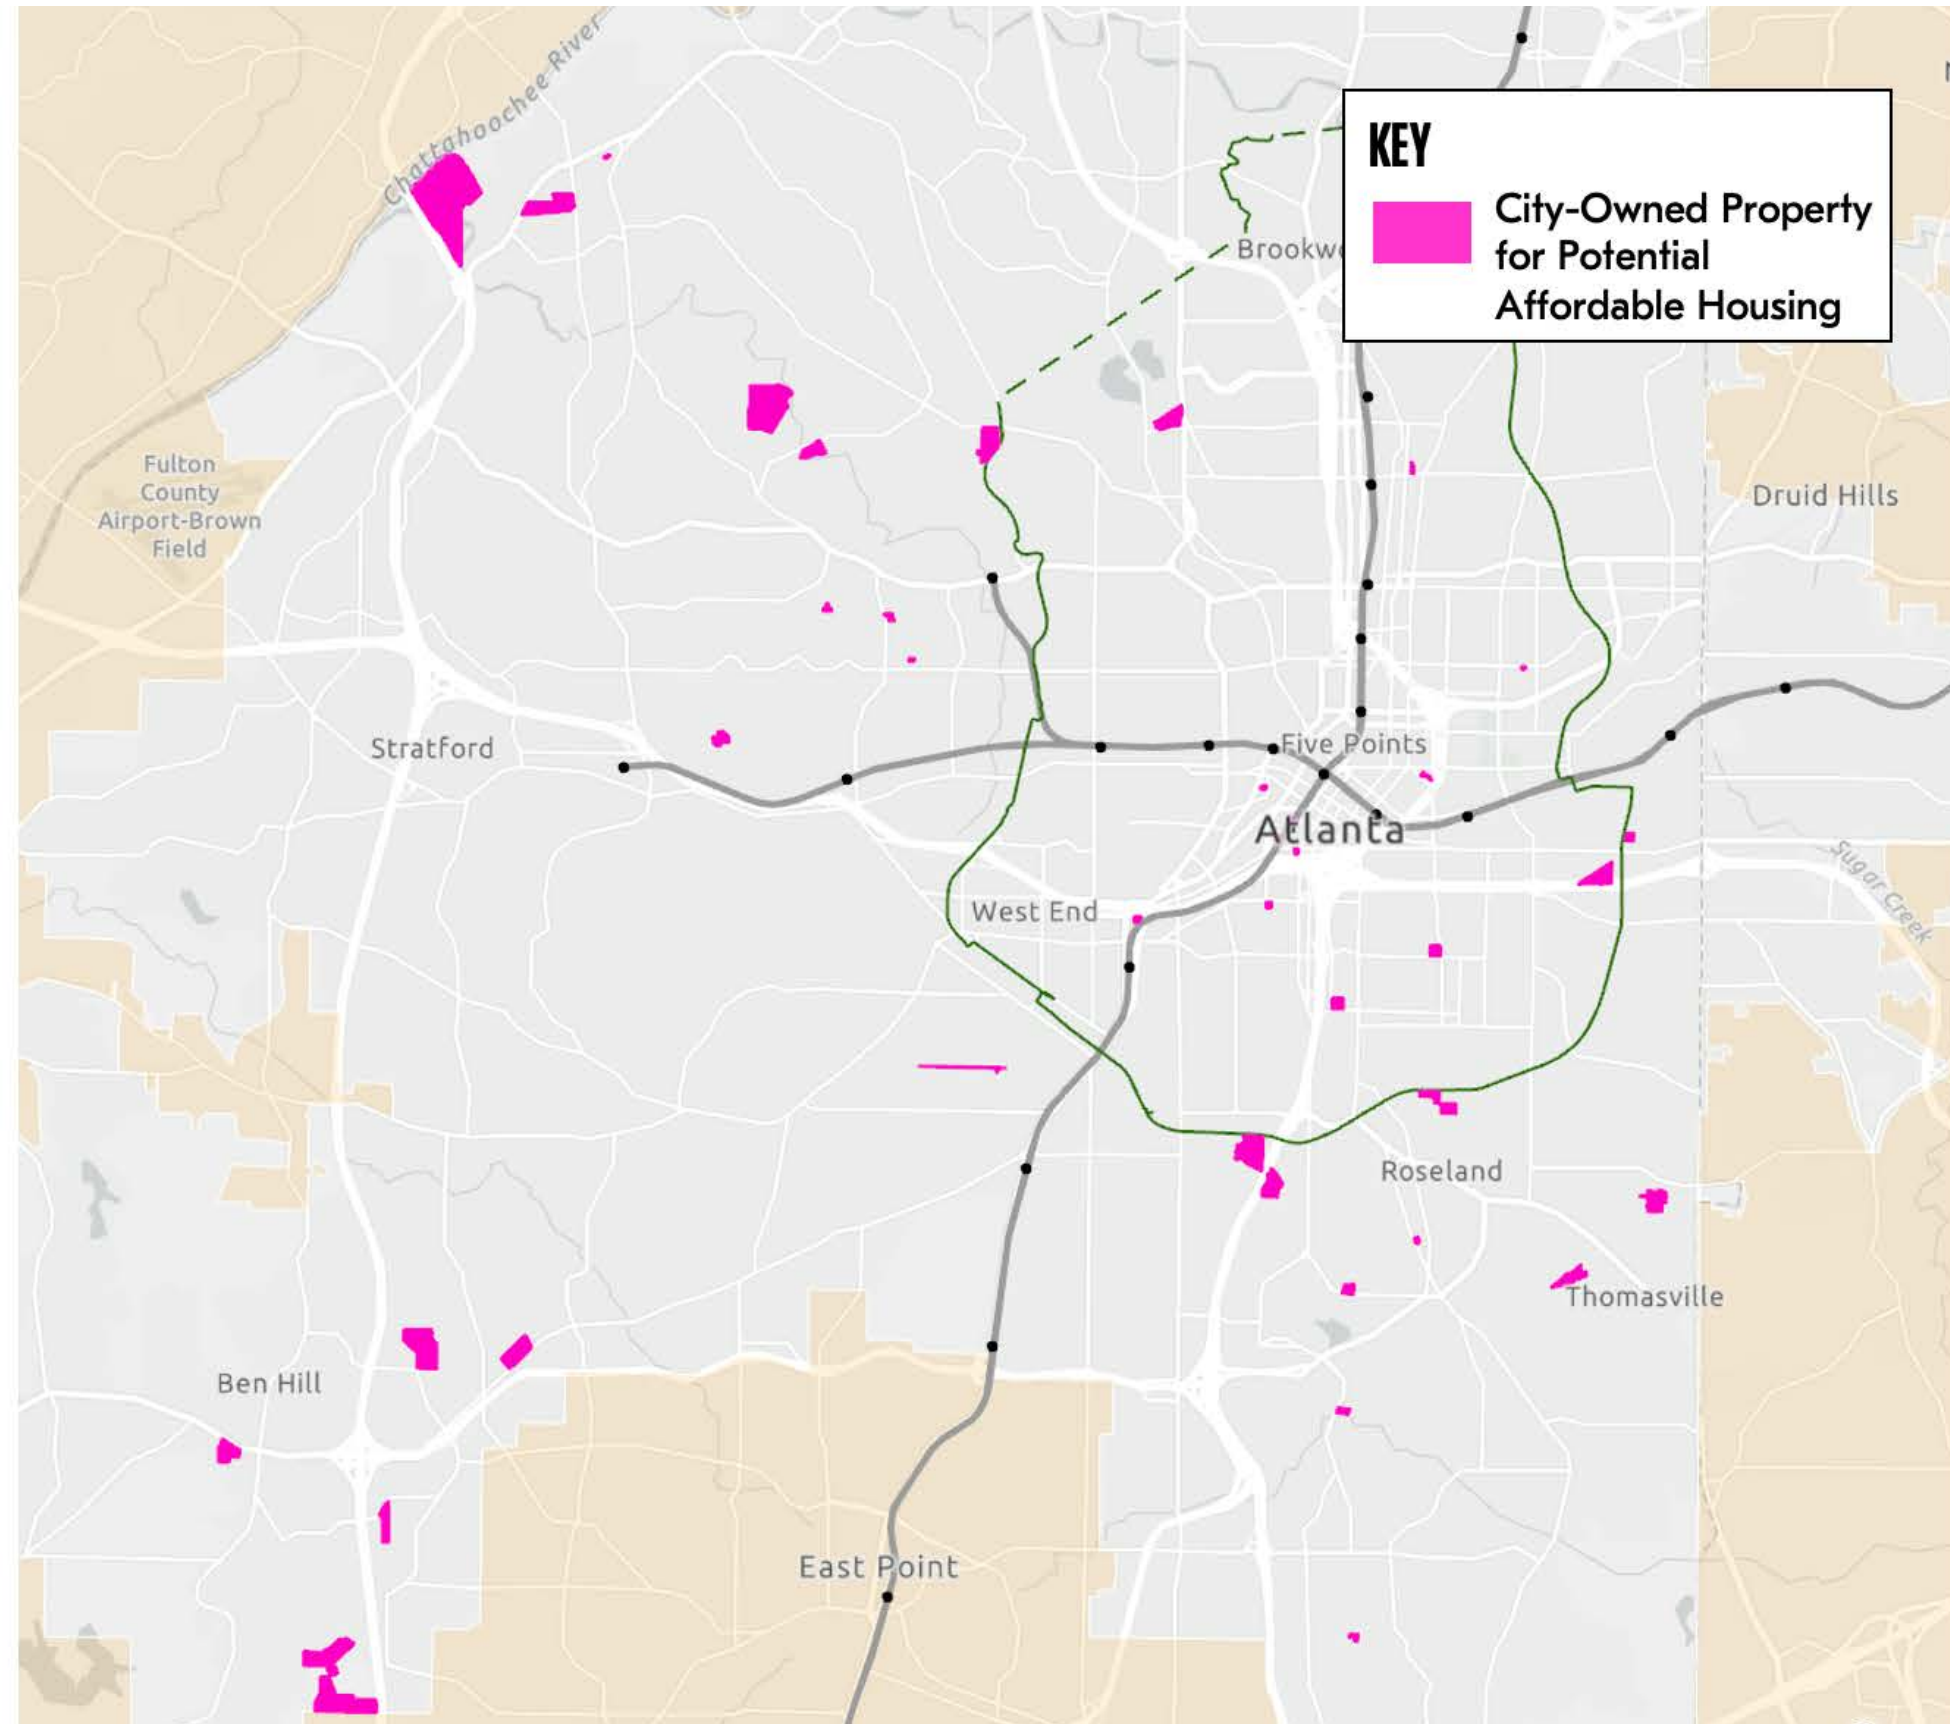 Chattahoochee River
KEY
City-Owned Property
for Potential
Affordable Housing
Brookw
Fulton
County
Airport-Brown
Field
Druid Hills
Stratford
Five Points
Atlanta
Sugar Creek
West End
Roseland
Thomasville
Ben Hill
East Point